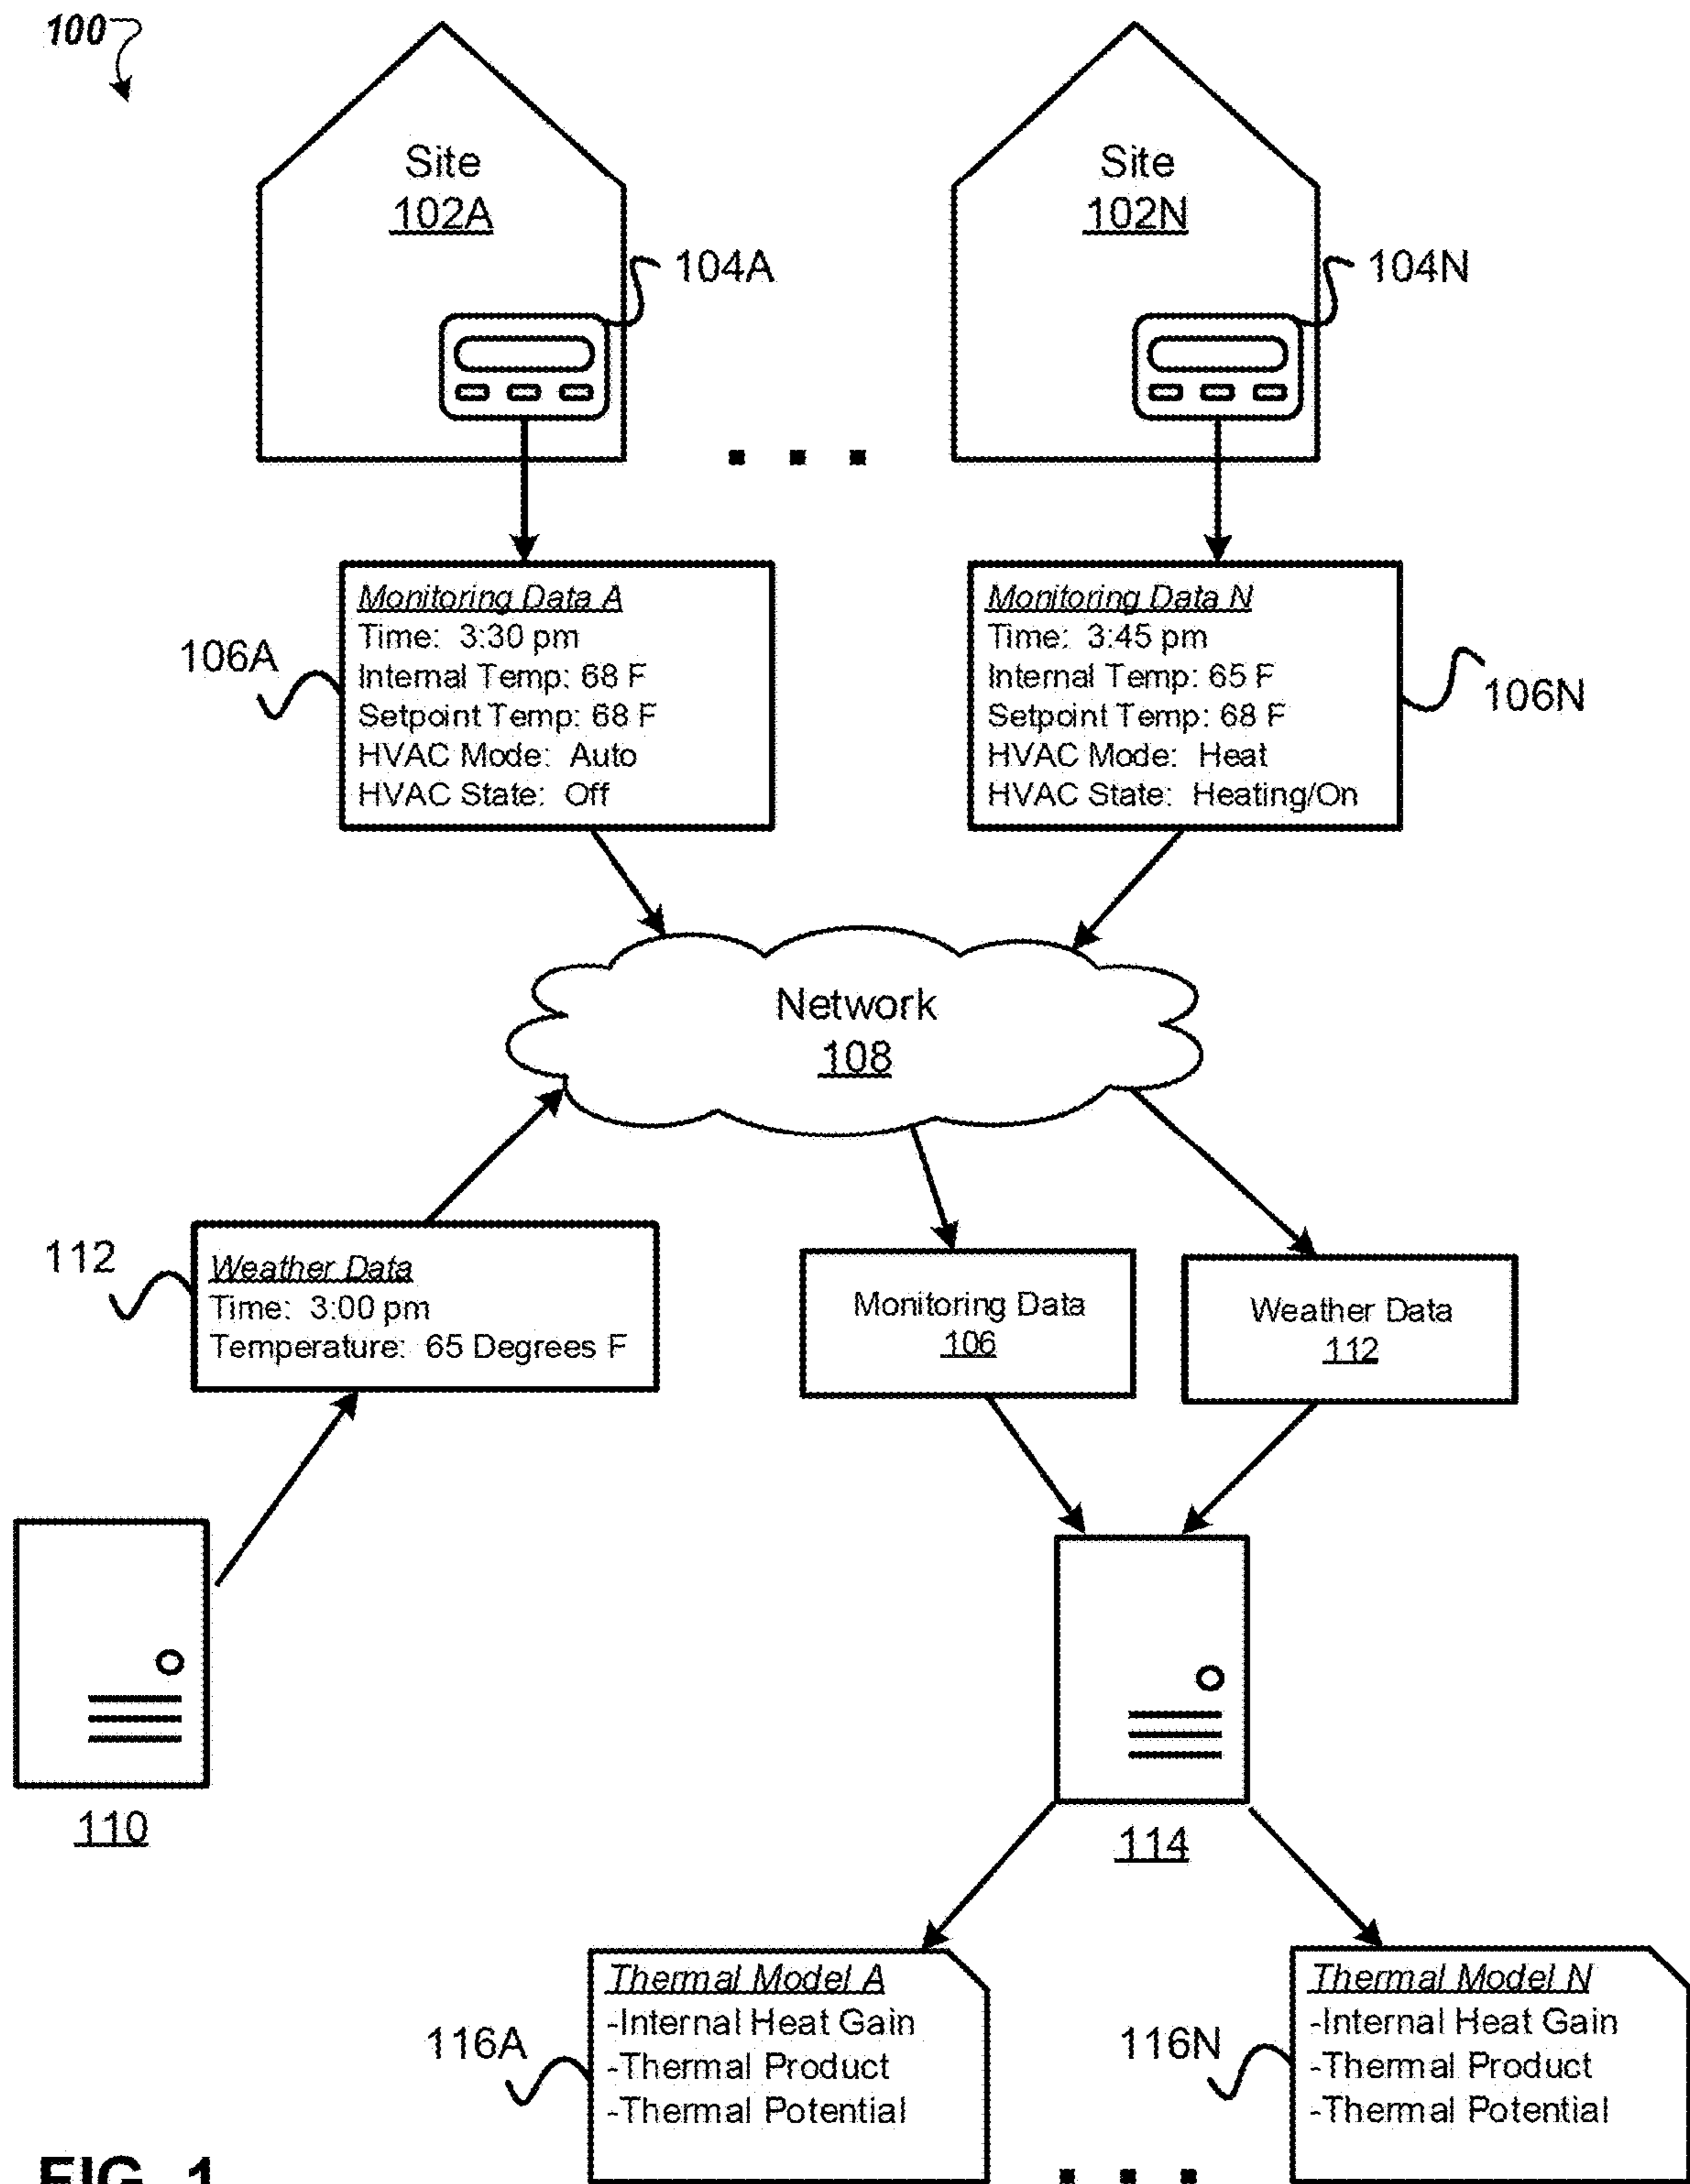 100
Site
102A
Site
102N
104A
104N
Monitoring Data A
Time: 3:30 pm
Internal Temp: 68 F
Setpoint Temp: 68 F
HVAC Mode: Auto
HVAC State: Off
106A
Monitoring Data N
Time: 3:45 pm
Internal Temp: 65 F
Setpoint Temp: 68 F
HVAC Mode: Heat
HVAC State: Heating/On
106N
Network
108
112
Weather Data
Time: 3:00 pm
Temperature: 65 Degrees F
Monitoring Data
106
Weather Data
112
110
114
116A
Thermal Model A
-Internal Heat Gain
-Thermal Product
-Thermal Potential
116N
Thermal Model N
-Internal Heat Gain
-Thermal Product
-Thermal Potential
FIG. 1